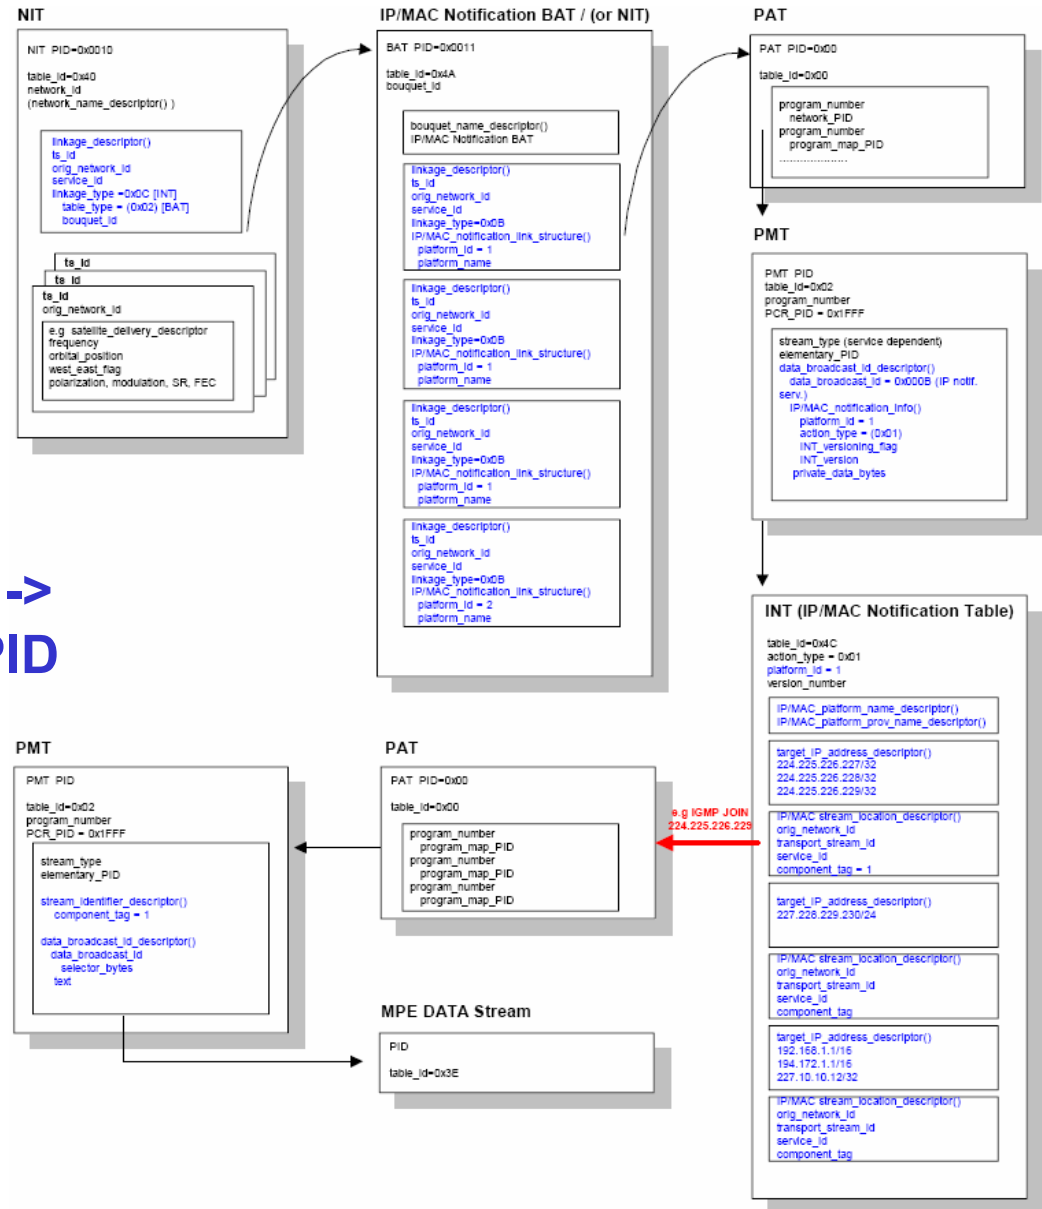 NIT
NIT PID=0x0010
table_id=0x40
network_id
(network_name_descriptor() )
linkage_descriptor()
ts_id
orig_network_id
service_id
linkage_type =0x0C [INT]
table_type = (0x02) [BAT]
bouquet_id
ts_id
ts_id
ts_id
orig_network_id
e.g satellite_delivery_descriptor
frequency
orbital_position
west_east_flag
polarization, modulation, SR, FEC
IP/MAC Notification BAT / (or NIT)
BAT PID=0x0011
table_id=0x4A
bouquet_id
bouquet_name_descriptor()
IP/MAC Notification BAT
linkage_descriptor()
ts_id
orig_network_id
service_id
linkage_type=0x0B
IP/MAC_notification_link_structure()
platform_id = 1
platform_name
linkage_descriptor()
ts_id
orig_network_id
service_id
linkage_type=0x0B
IP/MAC_notification_link_structure()
platform_id = 1
platform_name
linkage_descriptor()
ts_id
orig_network_id
service_id
linkage_type=0x0B
IP/MAC_notification_link_structure()
platform_id = 1
platform_name
linkage_descriptor()
ts_id
orig_network_id
service_id
linkage_type=0x0B
IP/MAC_notification_link_structure()
platform_id = 2
platform_name
PAT
PAT PID=0x00
table_id=0x00
program_number
network_PID
program_number
program_map_PID
.....................
PMT
PMT PID
table_id=0x02
program_number
PCR_PID = 0x1FFF
stream_type (service dependent)
elementary_PID
data_broadcast_id_descriptor()
data_broadcast_id = 0x000B (IP notif.
serv.)
IP/MAC_notification_info()
platform_id = 1
action_type = (0x01)
INT_versioning_flag
INT_version
private_data_bytes
->
PID
INT (IP/MAC Notification Table)
table_id=0x4C
action_type = 0x01
platform_id = 1
version_number
IP/MAC_platform_name_descriptor()
IP/MAC_platform_prov_name_descriptor()
target_IP_address_descriptor()
224.225.226.227/32
224.225.226.228/32
224.225.226.229/32
IP/MAC stream_location_descriptor()
orig_network_id
transport_stream_id
service_id
component_tag = 1
target_IP_address_descriptor()
227.228.229.230/24
IP/MAC stream_location_descriptor()
orig_network_id
transport_stream_id
service_id
component_tag
target_IP_address_descriptor()
192.168.1.1/16
194.172.1.1/16
227.10.10.12/32
IP/MAC stream_location_descriptor()
orig_network_id
transport_stream_id
service_id
component_tag
e.g IGMP JOIN
224.225.226.229
PAT
PAT PID=0x00
table_id=0x00
program_number
program_map_PID
program_number
program_map_PID
program_number
program_map_PID
PMT
PMT PID
table_id=0x02
program_number
PCR_PID = 0x1FFF
stream_type
elementary_PID
stream_identifier_descriptor()
component_tag = 1
data_broadcast_id_descriptor()
data_broadcast_id
selector_bytes
text
MPE DATA Stream
PID
table_id=0x3E